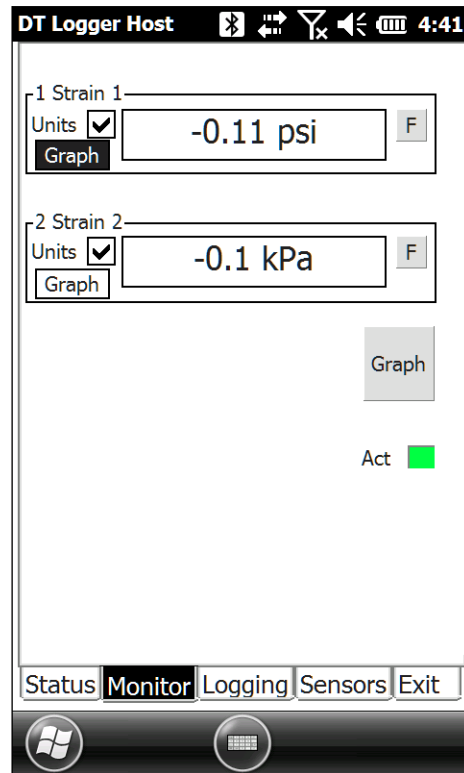 DT Logger Host 4:41
1 Strain 1
Units -0.11 psi F
Graph
2 Strain 2
Units -0.1 kPa F
Graph
Graph
Act
Status Monitor Logging Sensors Exit